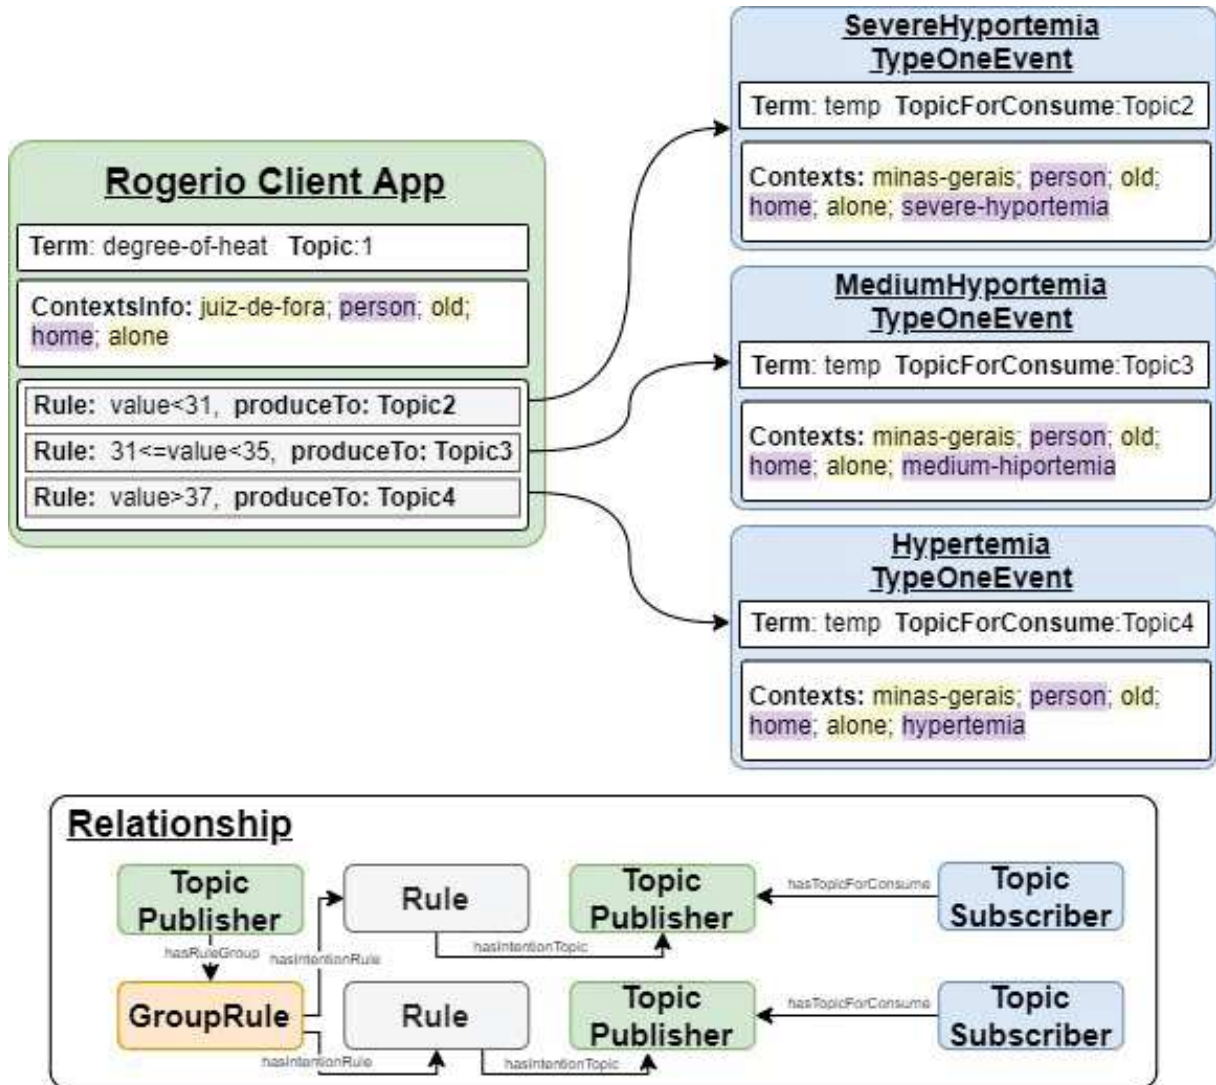 Rogerio Client App
Term: degree-of-heat Topic:1
ContextsInfo: juiz-de-fora; person; old;
home; alone
Rule: value<31, produceTo: Topic2
Rule: 31<=value<35, produceTo: Topic3
Rule: value>37, produceTo: Topic4
SevereHyportemia
TypeOneEvent
Term: temp TopicForConsume:Topic2
Contexts: minas-gerais; person; old;
home; alone; severe-hyportemia
MediumHyportemia
TypeOneEvent
Term: temp TopicForConsume:Topic3
Contexts: minas-gerais; person; old;
home; alone; medium-hiportemia
Hypertemia
TypeOneEvent
Term: temp TopicForConsume:Topic4
Contexts: minas-gerais; person; old;
home; alone; hypertemia
Relationship
Topic
Publisher
Rule
Topic
Publisher
hasTopicForConsume
Topic
Subscriber
hasRuleGroup
hasIntentionRule
hasIntentionTopic
GroupRule
Rule
Topic
Publisher
hasTopicForConsume
Topic
Subscriber
hasIntentionRule
hasIntentionTopic